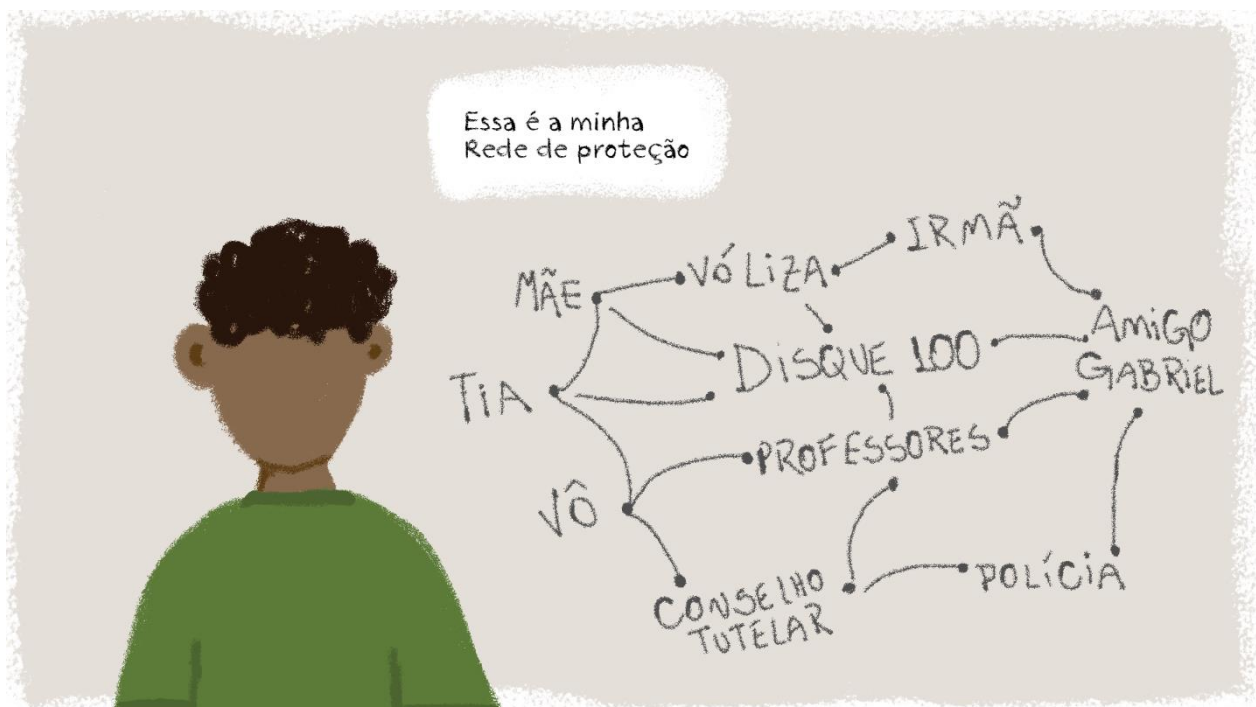 Essa é a minha
Rede de proteção
IRMÃ
MÃE
VÓ LiZA
AMiGO
GABRiEL
DiSQUE 100
TiA
PROFESSORES
VÔ
CONSELHO
TUTELAR
POLÍCiA